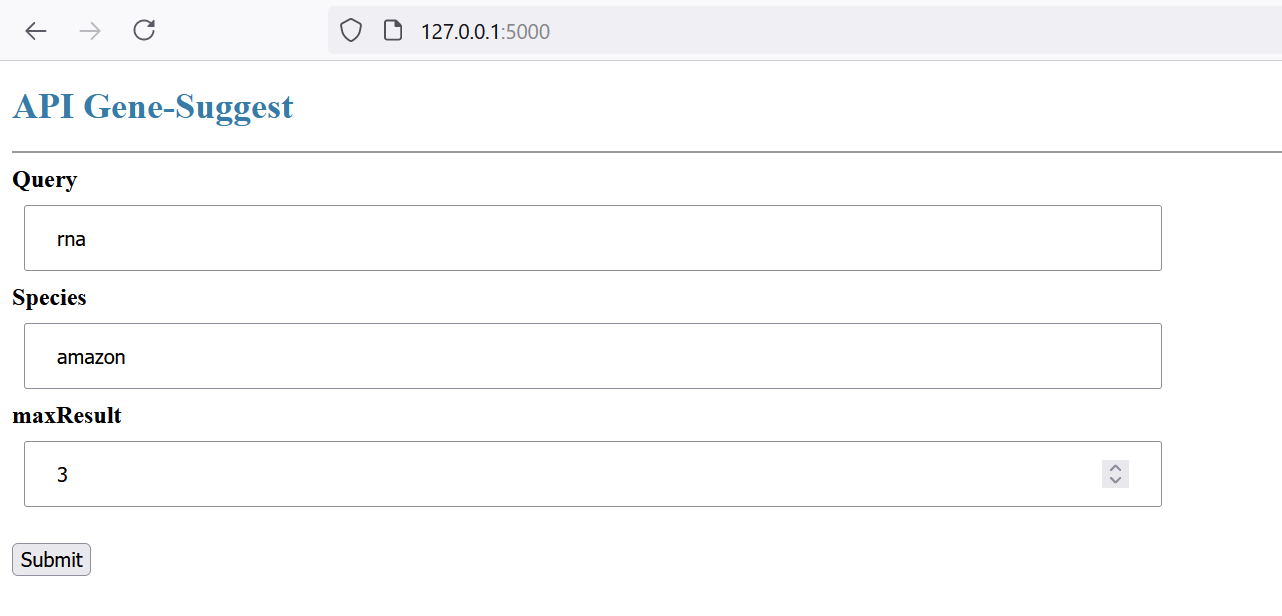 127.0.0.1:5000
API Gene-Suggest
Query
rna
Species
amazon
maxResult
3
Submit